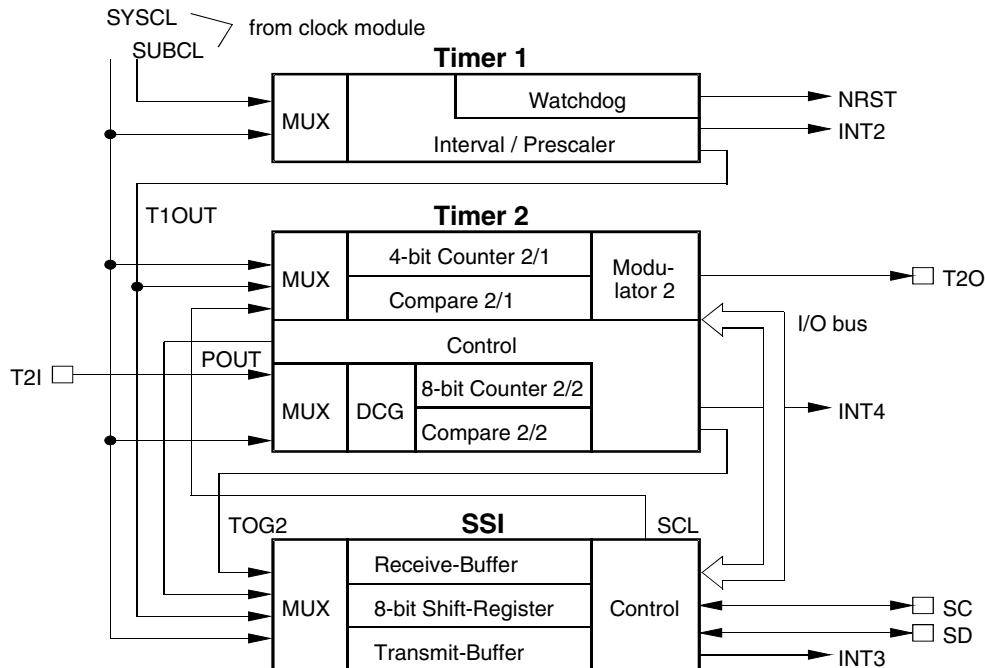 SYSCL
from clock module
SUBCL
Timer 1
Watchdog
NRST
MUX
INT2
Interval / Prescaler
T1OUT
Timer 2
4-bit Counter 2/1
MUX
Modu-
lator 2
T2O
Compare 2/1
I/O bus
Control
POUT
T2I
8-bit Counter 2/2
MUX
DCG
INT4
Compare 2/2
TOG2
SSI
SCL
Receive-Buffer
MUX
8-bit Shift-Register
Control
SC
SD
Transmit-Buffer
INT3